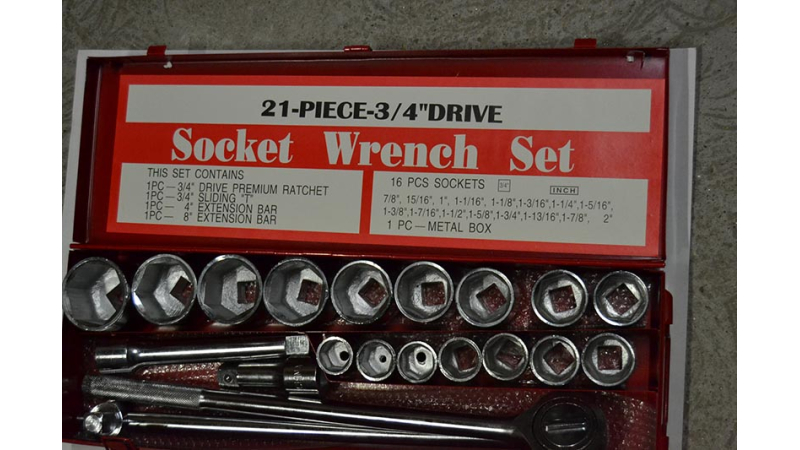 21-PIECE-3/4"DRIVE
Socket Wrench Set
THIS SET CONTAINS
1PC — 3/4" DRIVE PREMIUM RATCHET
1PC — 3/4" SLIDING "T"
1PC — 4" EXTENSION BAR
1PC — 8" EXTENSION BAR
16 PCS SOCKETS 3/4" INCH
7/8", 15/16", 1", 1-1/16", 1-1/8",1-3/16",1-1/4",1-5/16",
1-3/8",1-7/16",1-1/2",1-5/8",1-3/4",1-13/16",1-7/8", 2"
1 PC — METAL BOX